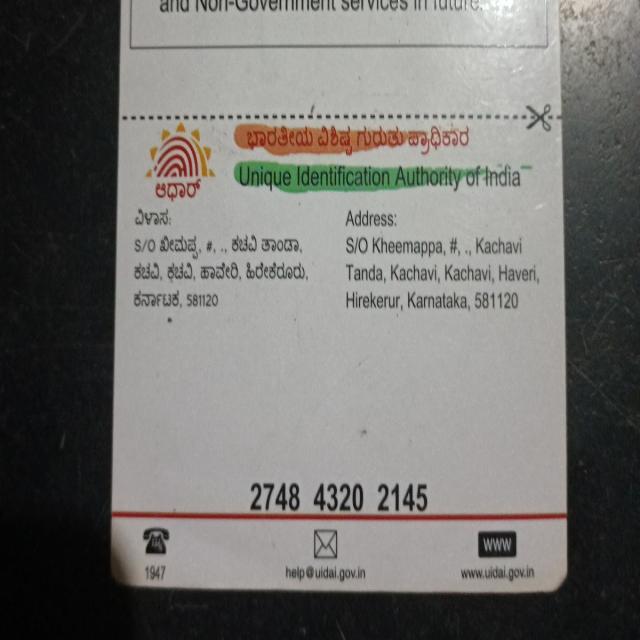 and Non-Government services in future.
ಭಾರತೀಯ ವಿಶಿಷ್ಟ ಗುರುತು ಪ್ರಾಧಿಕಾರ
Unique Identification Authority of India
ಆಧಾರ್
ವಿಳಾಸ:
S/O ಖೀಮಪ್ಪ, #, ., ಕಚವಿ ತಾಂಡಾ,
ಕಚವಿ, ಕಚವಿ, ಹಾವೇರಿ, ಹಿರೇಕೆರೂರು,
ಕರ್ನಾಟಕ, 581120
Address:
S/O Kheemappa, #, ., Kachavi
Tanda, Kachavi, Kachavi, Haveri,
Hirekerur, Karnataka, 581120
2748 4320 2145
1947
help@uidai.gov.in
www
www.uidai.gov.in